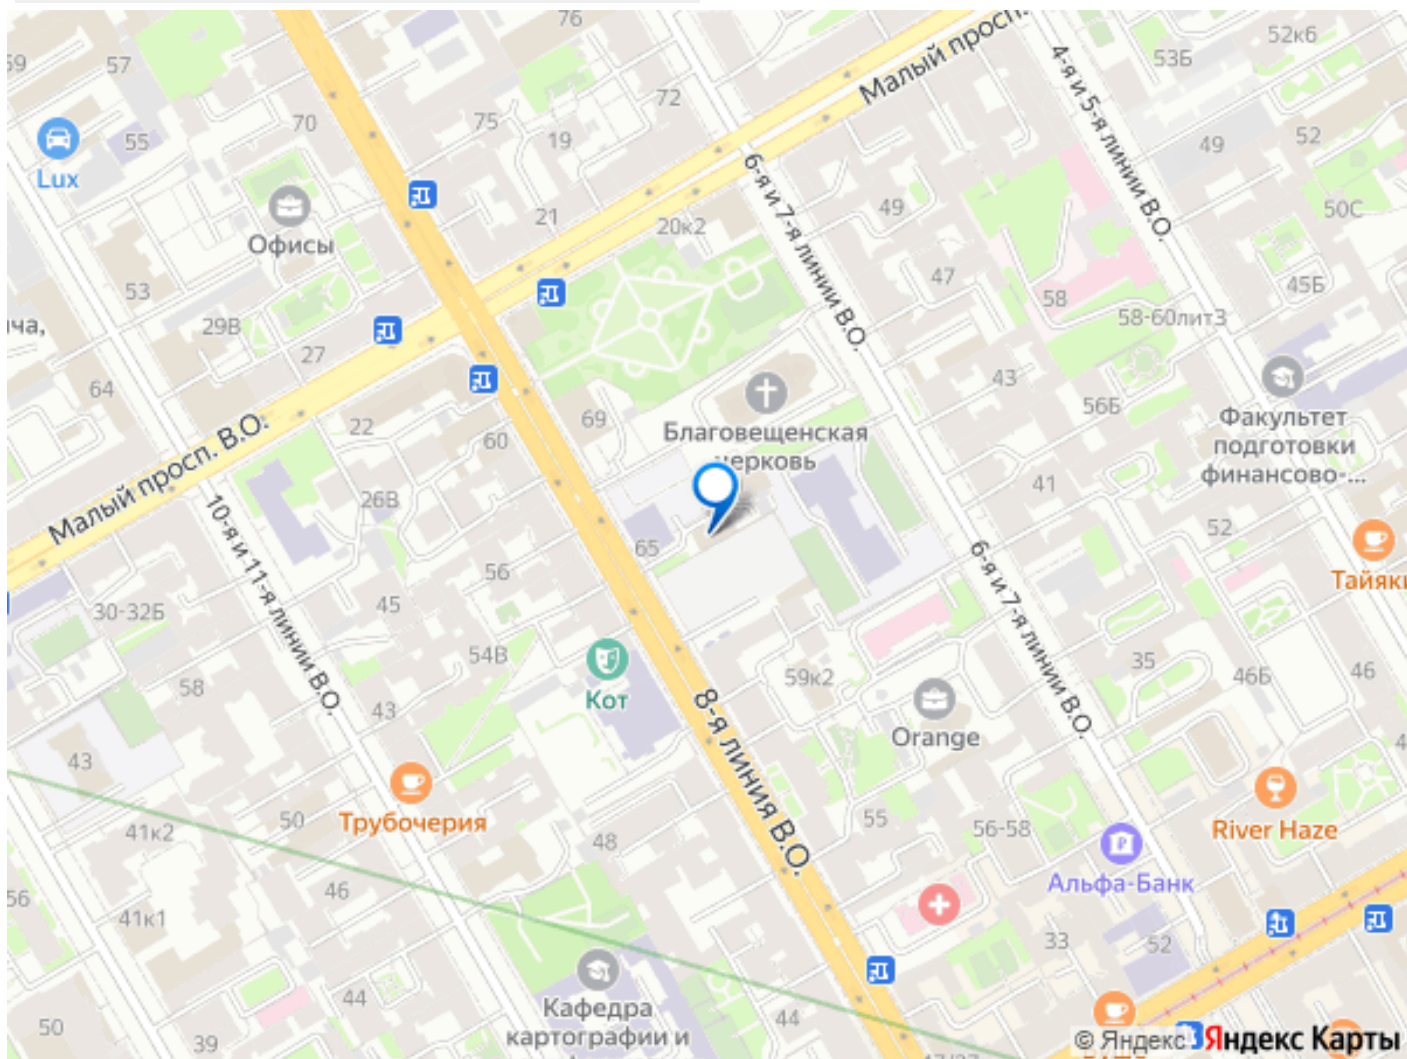 76
Малый просп.
52к6
53Б
59
57
4-я и 5-я линии В.О.
72
70
75
19
55
49
52
Lux
6-я и 7-я линии В.О.
49
50С
21
20к2
Офисы
47
45Б
53
58
58-60лит3
29В
ча,
27
64
43
56Б
69
Факультет
подготовки
финансово-...
22
60
Благовещенская
церковь
Малый просп. В.О.
26В
41
52
10-я и 11-я линии В.О.
65
6-я и 7-я линии В.О.
56
Тайяки
30-32Б
45
54В
35
58
59к2
46Б
46
Кот
8-я линия В.О.
43
Orange
43
Трубочерия
50
41к2
48
55
56-58
River Haze
Альфа-Банк
46
56
41к1
33
52
Кафедра
картографии и
44
44
50
39
© Яндекс Яндекс Карты